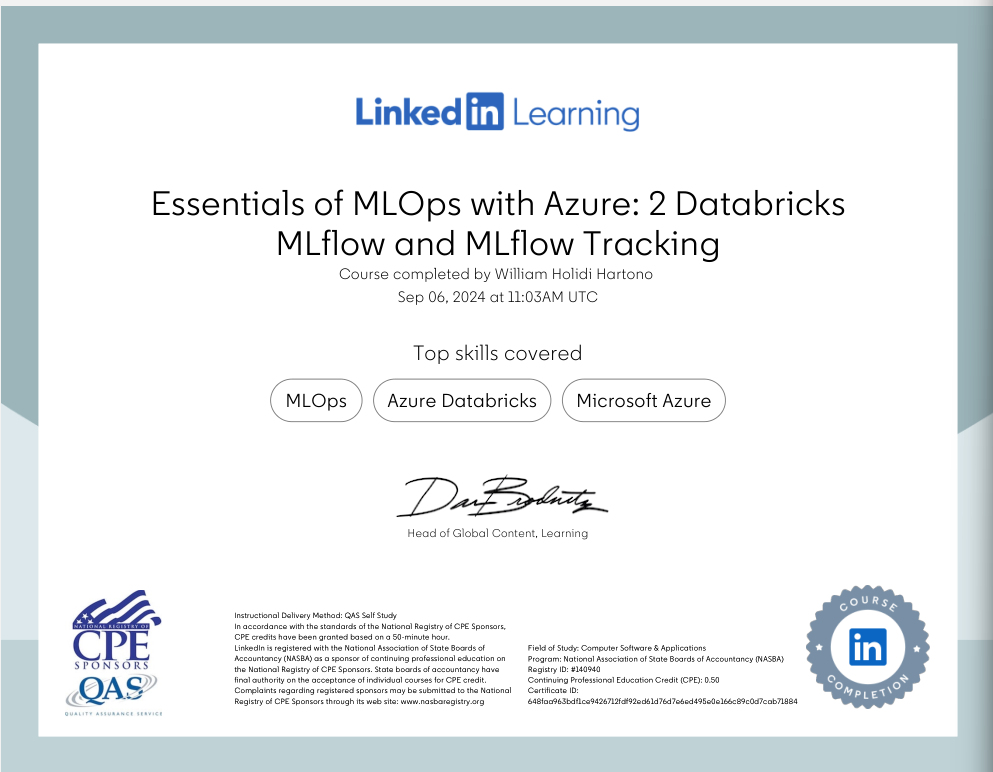 Linked in Learning
Essentials of MLOps with Azure: 2 Databricks
MLflow and MLflow Tracking
Course completed by William Holidi Hartono
Sep 06, 2024 at 11:03AM UTC
Top skills covered
MLOps
Azure Databricks
Microsoft Azure
Dan Brodnitz
Head of Global Content, Learning
NATIONAL REGISTRY OF
CPE
SPONSORS
QAS
QUALITY ASSURANCE SERVICE
Instructional Delivery Method: QAS Self Study
In accordance with the standards of the National Registry of CPE Sponsors,
CPE credits have been granted based on a 50-minute hour.
LinkedIn is registered with the National Association of State Boards of
Accountancy (NASBA) as a sponsor of continuing professional education on
the National Registry of CPE Sponsors. State boards of accountancy have
final authority on the acceptance of individual courses for CPE credit.
Complaints regarding registered sponsors may be submitted to the National
Registry of CPE Sponsors through its web site: www.nasbaregistry.org
Field of Study: Computer Software & Applications
Program: National Association of State Boards of Accountancy (NASBA)
Registry ID: #140940
Continuing Professional Education Credit (CPE): 0.50
Certificate ID:
648faa963bdf1ce9426712fdf92ed61d76d7e6ed495e0e166c89c0d7cab71884
COURSE
in
COMPLETION